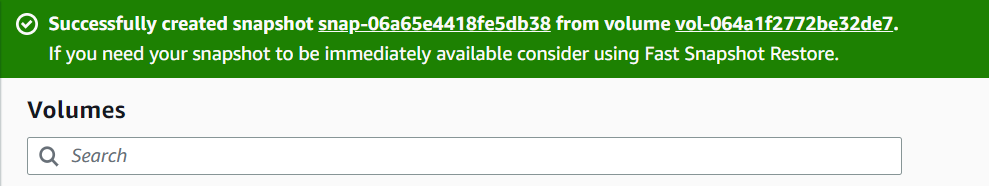 Successfully created snapshot snap-06a65e4418fe5db38 from volume vol-064a1f2772be32de7.
If you need your snapshot to be immediately available consider using Fast Snapshot Restore.
Volumes
Search